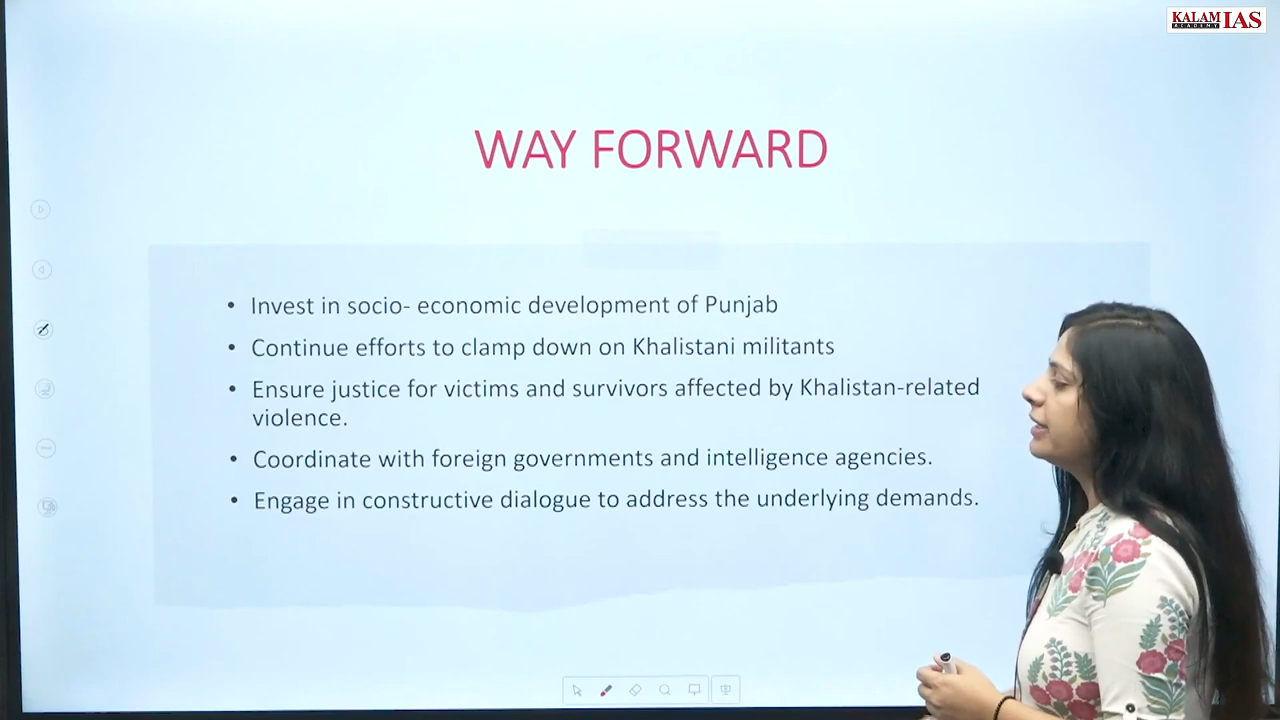 KALAM IAS
ACADEMY
WAY FORWARD
• Invest in socio- economic development of Punjab
• Continue efforts to clamp down on Khalistani militants
• Ensure justice for victims and survivors affected by Khalistan-related
violence.
• Coordinate with foreign governments and intelligence agencies.
• Engage in constructive dialogue to address the underlying demands.